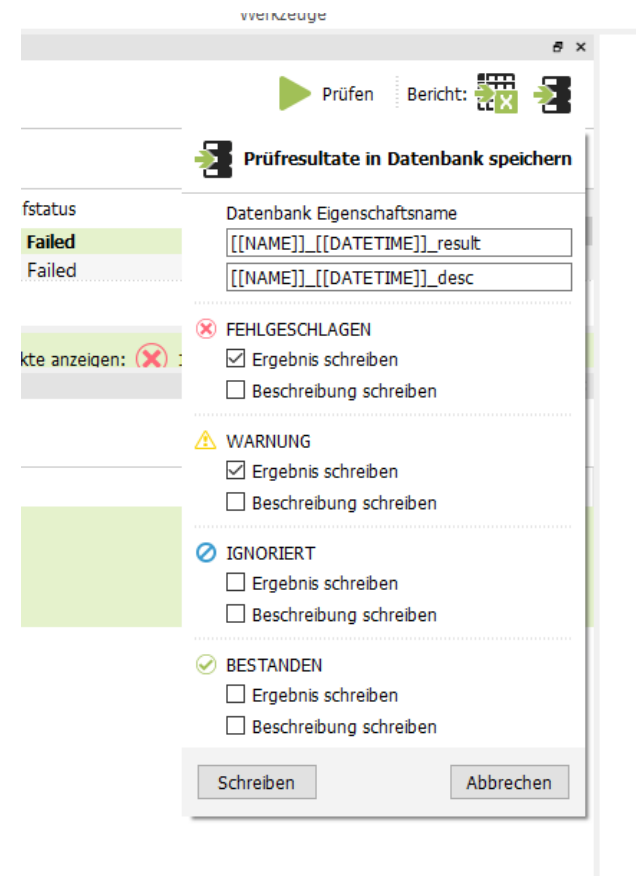 Werkzeuge
Prüfen Bericht:
Prüfresultate in Datenbank speichern
fstatus
Datenbank Eigenschaftsname
Failed
[[NAME]]_[[DATETIME]]_result
Failed
[[NAME]]_[[DATETIME]]_desc
FEHLGESCHLAGEN
kte anzeigen:
Ergebnis schreiben
Beschreibung schreiben
WARNUNG
Ergebnis schreiben
Beschreibung schreiben
IGNORIERT
Ergebnis schreiben
Beschreibung schreiben
BESTANDEN
Ergebnis schreiben
Beschreibung schreiben
Schreiben Abbrechen